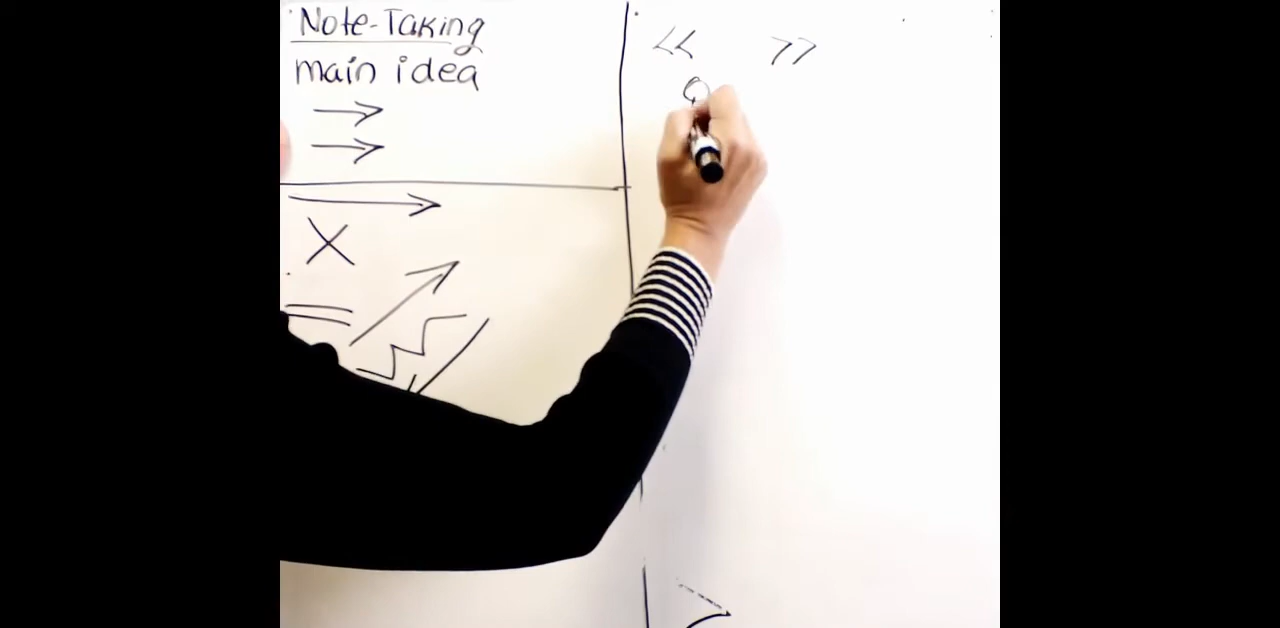 Note-Taking
main idea
→
→
→
X
=
<< >>